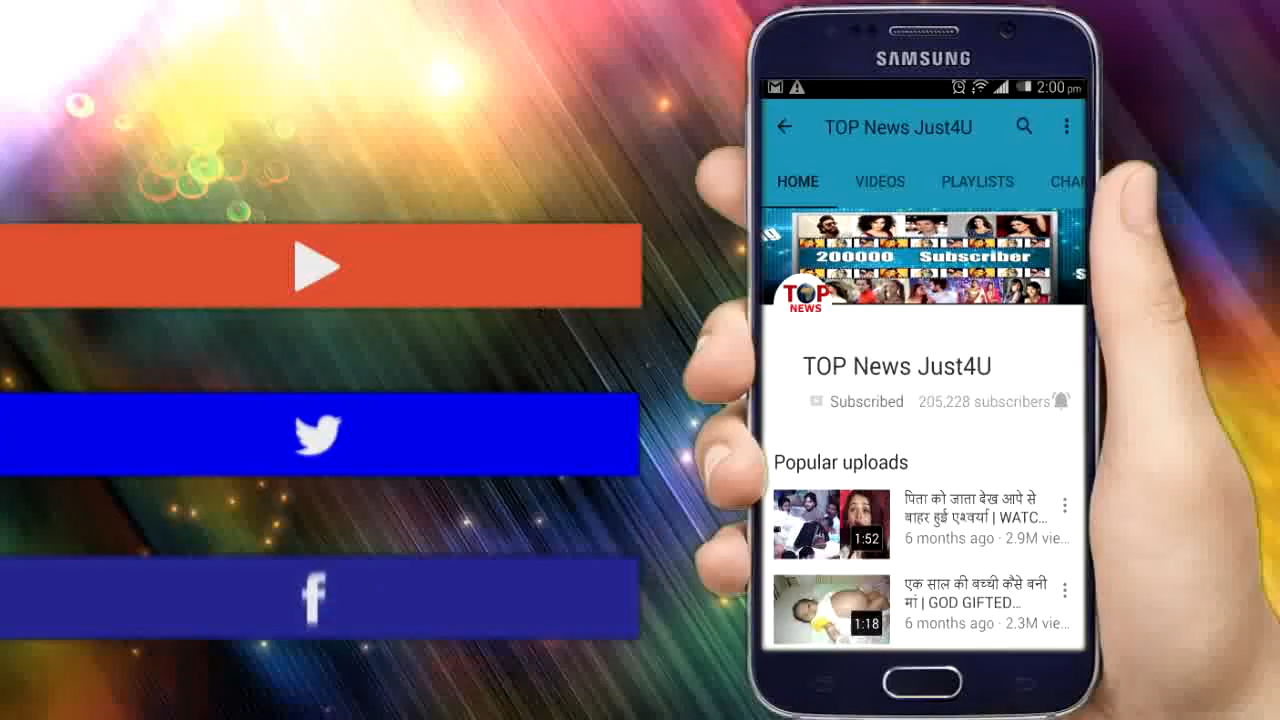 SAMSUNG
2:00 pm
TOP News Just4U
HOME VIDEOS PLAYLISTS CHA
200000 Subscriber
TOP
NEWS
TOP News Just4U
Subscribed 205,228 subscribers
Popular uploads
पिता को जाता देख आपे से
बाहर हुई एश्वर्या | WATC...
6 months ago · 2.9M vie...
1:52
एक साल की बच्ची कैसे बनी
मां | GOD GIFTED...
6 months ago · 2.3M vie...
1:18